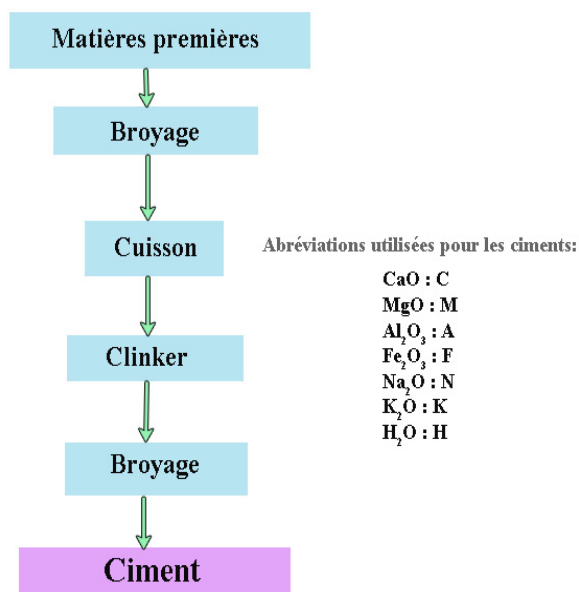 Matières premières
Broyage
Cuisson
Clinker
Broyage
Ciment
Abréviations utilisées pour les ciments:
CaO : C
MgO : M
Al₂O₃ : A
Fe₂O₃ : F
Na₂O : N
K₂O : K
H₂O : H